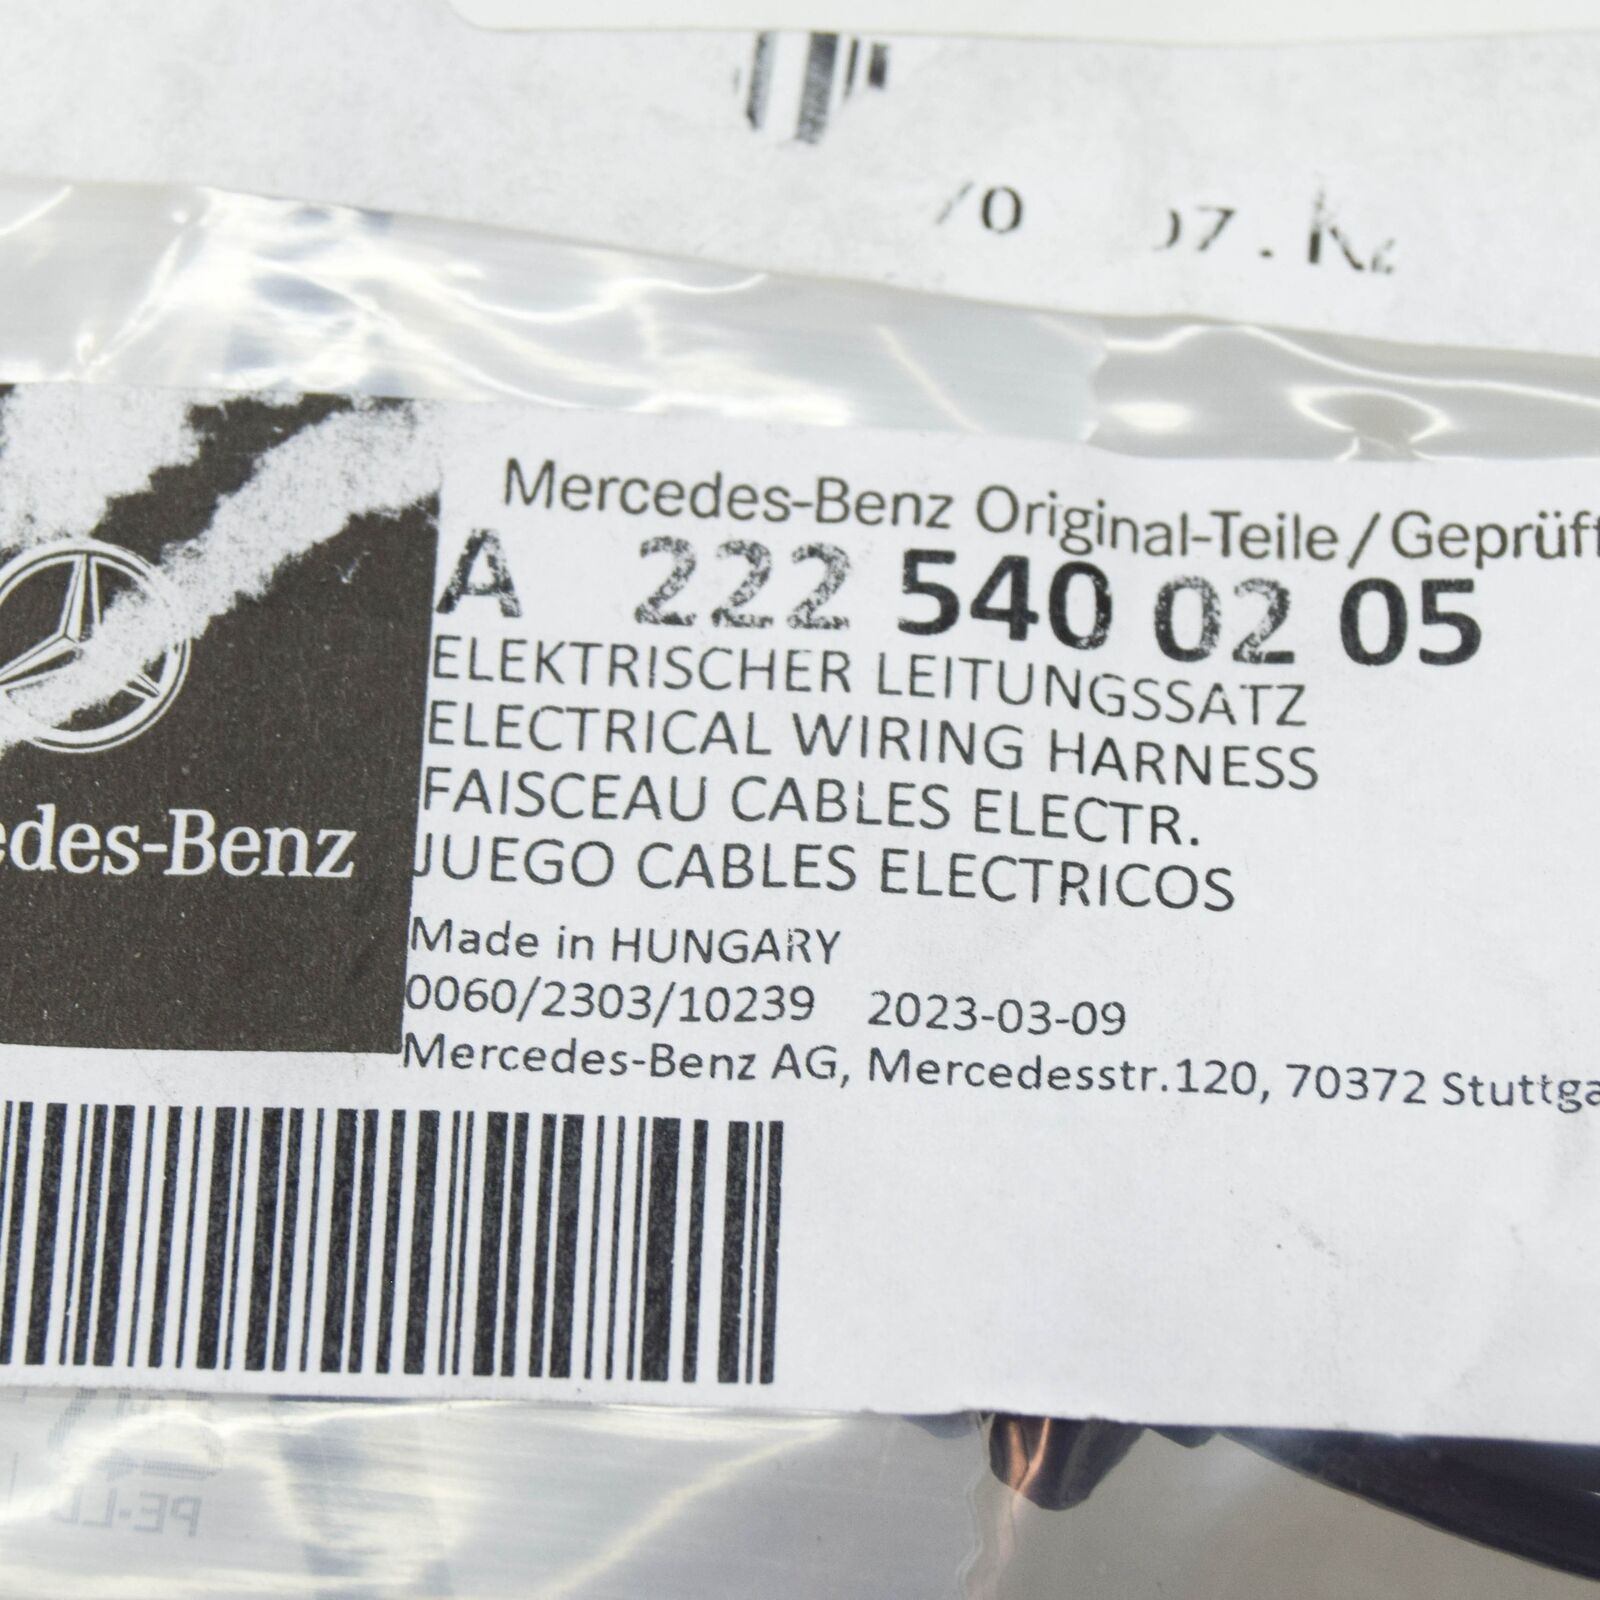 Mercedes-Benz Original-Teile / Geprüft
A 222 540 02 05
ELEKTRISCHER LEITUNGSSATZ
ELECTRICAL WIRING HARNESS
FAISCEAU CABLES ELECTR.
JUEGO CABLES ELECTRICOS
Made in HUNGARY
0060/2303/10239 2023-03-09
Mercedes-Benz AG, Mercedesstr.120, 70372 Stuttga
edes-Benz
PE-LD